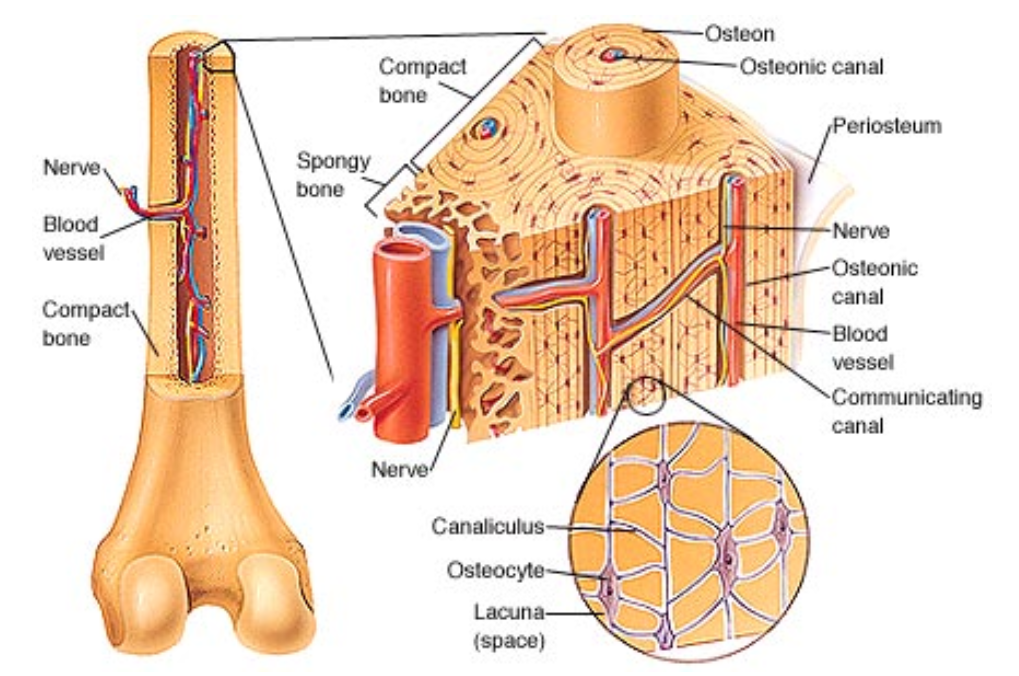 Nerve
Blood
vessel
Compact
bone
Compact
bone
Spongy
bone
Osteon
Osteonic canal
Periosteum
Nerve
Osteonic
canal
Blood
vessel
Communicating
canal
Nerve
Canaliculus
Osteocyte
Lacuna
(space)